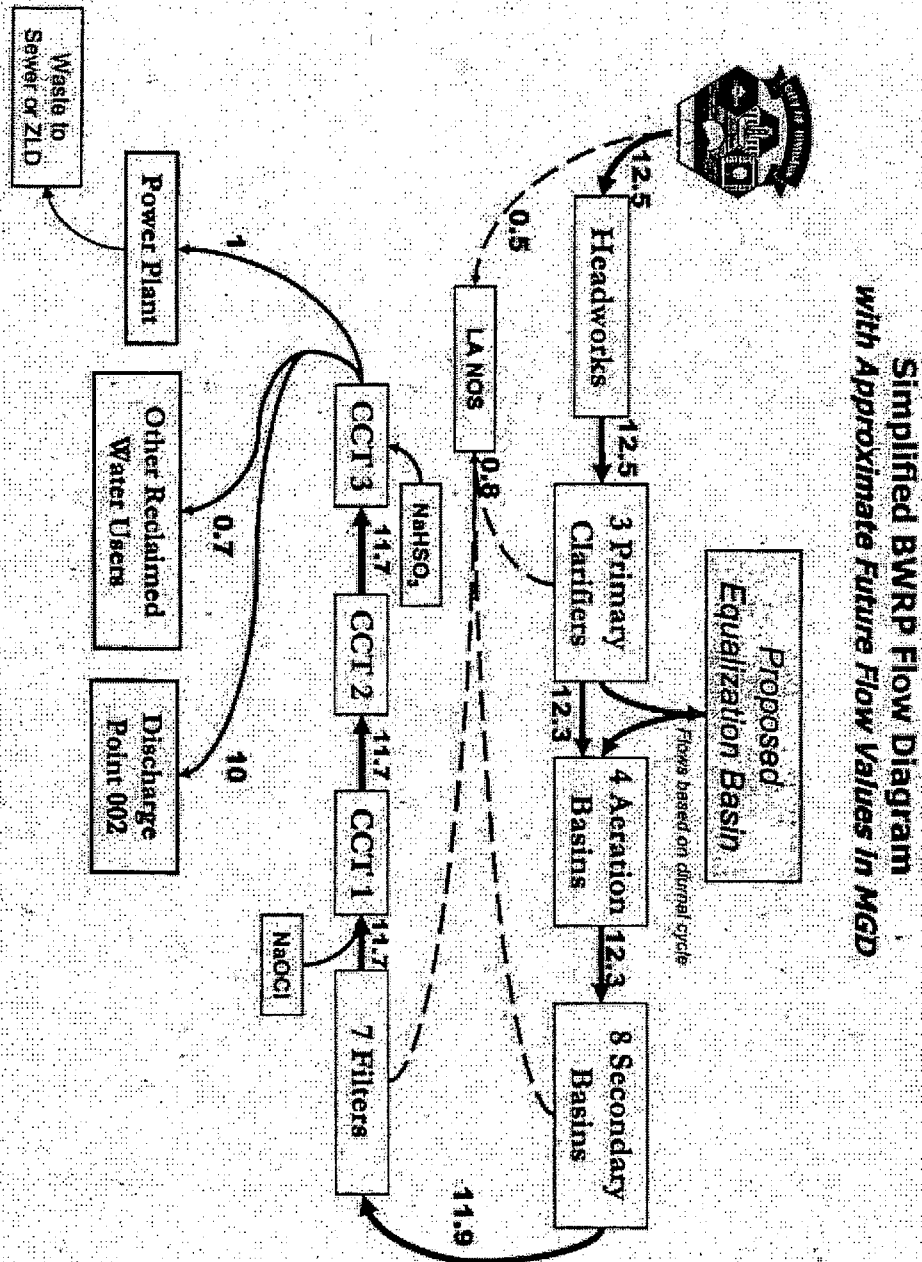 Simplified BWRP Flow Diagram
with Approximate Future Flow Values in MGD
Proposed
Equalization Basin
Flows based on diurnal cycle
12.5
Headworks
12.5
3 Primary
Clarifiers
12.3
4 Aeration
Basins
12.3
8 Secondary
Basins
0.5
LA NOS
0.8
11.9
NaHSO3
CCT 3
11.7
CCT 2
11.7
CCT 1
11.7
7 Filters
NaOCl
1
0.7
10
Power Plant
Other Reclaimed
Water Users
Discharge
Point 002
Waste to
Sewer or ZLD